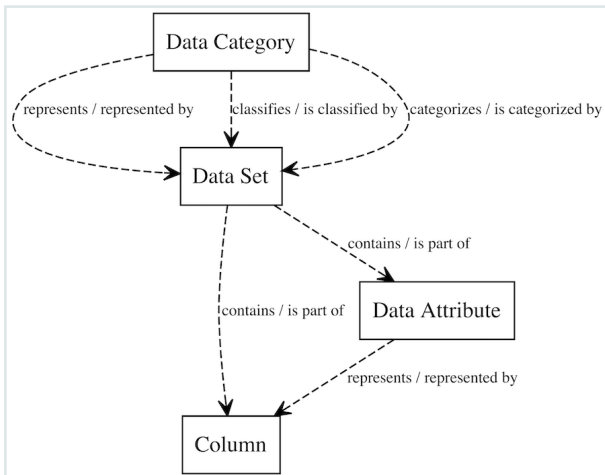 Data Category
represents / represented by
classifies / is classified by
categorizes / is categorized by
Data Set
contains / is part of
Data Attribute
contains / is part of
represents / represented by
Column